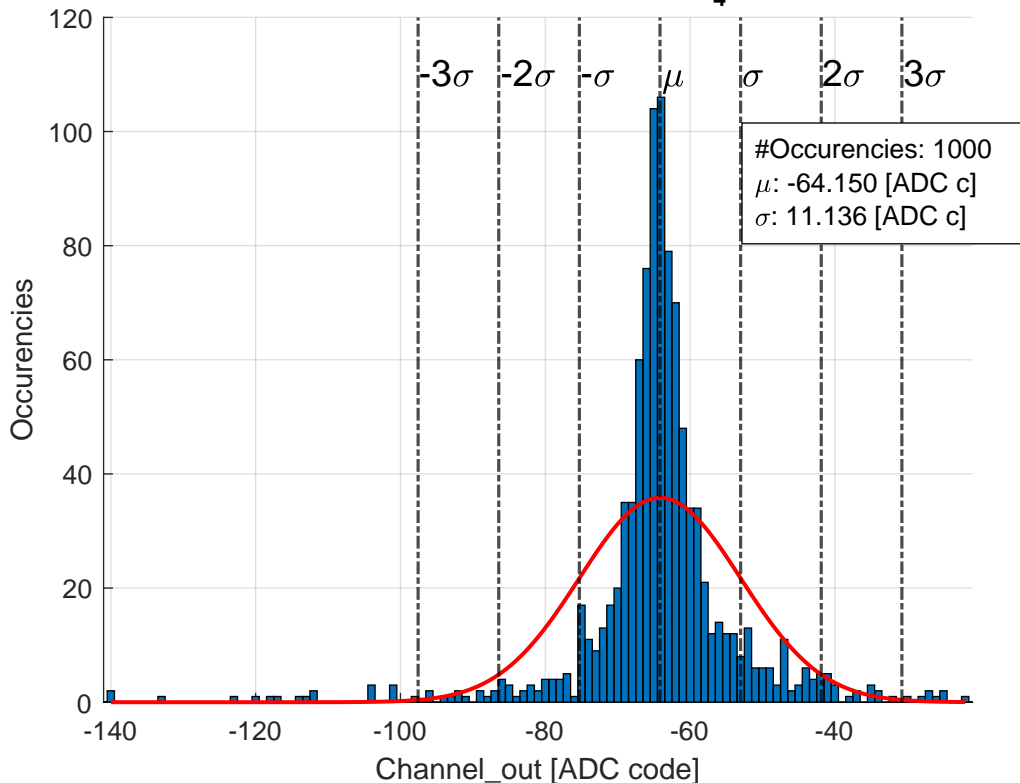 4
120
100
80
60
40
20
0
-3σ -2σ -σ μ σ 2σ 3σ
#Occurencies: 1000
μ: -64.150 [ADC c]
σ: 11.136 [ADC c]
Occurencies
-140 -120 -100 -80 -60 -40
Channel_out [ADC code]